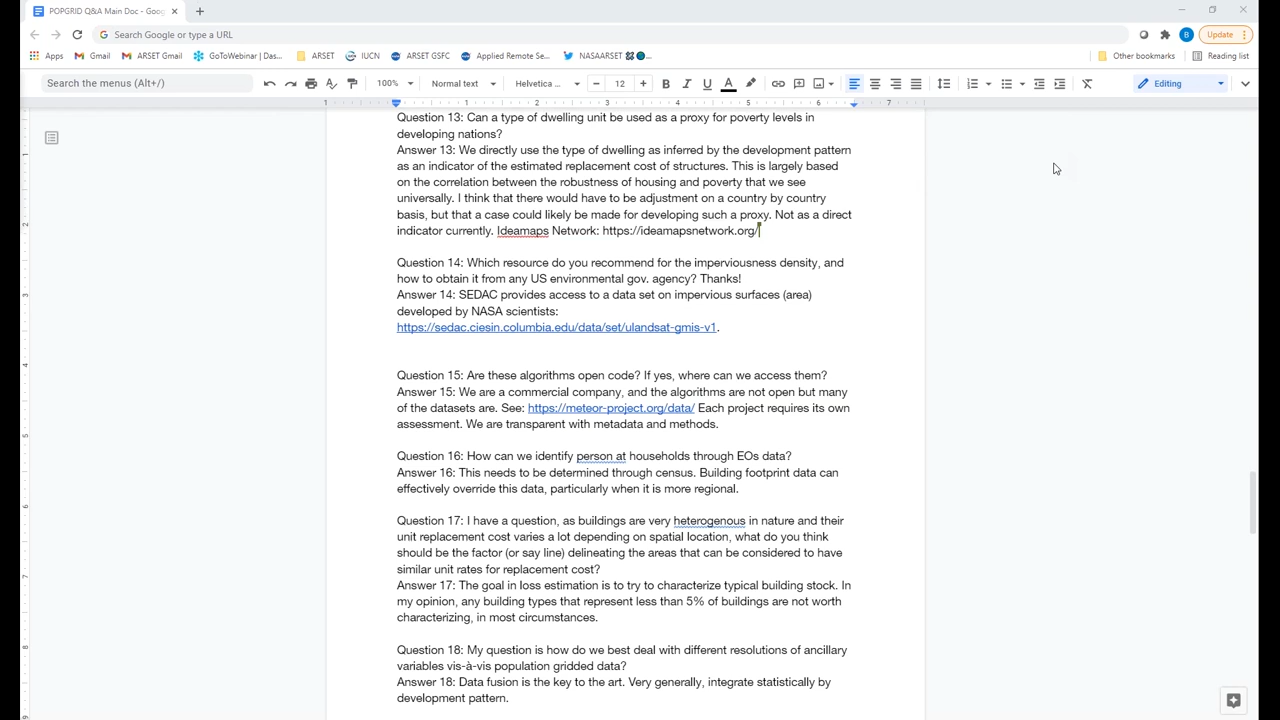 POPGRID Q&A Main Doc - Goog
Search Google or type a URL
B
Update
Apps
Gmail
ARSET Gmail
GoToWebinar | Das...
ARSET
IUCN
ARSET GSFC
Applied Remote Se...
NASAARSET
Other bookmarks
Reading list
Search the menus (Alt+/)
100%
Normal text
Helvetica ...
12
B
I
U
A
Editing
1 1 2 3 4 5 6 7
Question 13: Can a type of dwelling unit be used as a proxy for poverty levels in
developing nations?
Answer 13: We directly use the type of dwelling as inferred by the development pattern
as an indicator of the estimated replacement cost of structures. This is largely based
on the correlation between the robustness of housing and poverty that we see
universally. I think that there would have to be adjustment on a country by country
basis, but that a case could likely be made for developing such a proxy. Not as a direct
indicator currently. Ideamaps Network: https://ideamapsnetwork.org/
Question 14: Which resource do you recommend for the imperviousness density, and
how to obtain it from any US environmental gov. agency? Thanks!
Answer 14: SEDAC provides access to a data set on impervious surfaces (area)
developed by NASA scientists:
https://sedac.ciesin.columbia.edu/data/set/ulandsat-gmis-v1.
Question 15: Are these algorithms open code? If yes, where can we access them?
Answer 15: We are a commercial company, and the algorithms are not open but many
of the datasets are. See: https://meteor-project.org/data/ Each project requires its own
assessment. We are transparent with metadata and methods.
Question 16: How can we identify person at households through EOs data?
Answer 16: This needs to be determined through census. Building footprint data can
effectively override this data, particularly when it is more regional.
Question 17: I have a question, as buildings are very heterogenous in nature and their
unit replacement cost varies a lot depending on spatial location, what do you think
should be the factor (or say line) delineating the areas that can be considered to have
similar unit rates for replacement cost?
Answer 17: The goal in loss estimation is to try to characterize typical building stock. In
my opinion, any building types that represent less than 5% of buildings are not worth
characterizing, in most circumstances.
Question 18: My question is how do we best deal with different resolutions of ancillary
variables vis-à-vis population gridded data?
Answer 18: Data fusion is the key to the art. Very generally, integrate statistically by
development pattern.